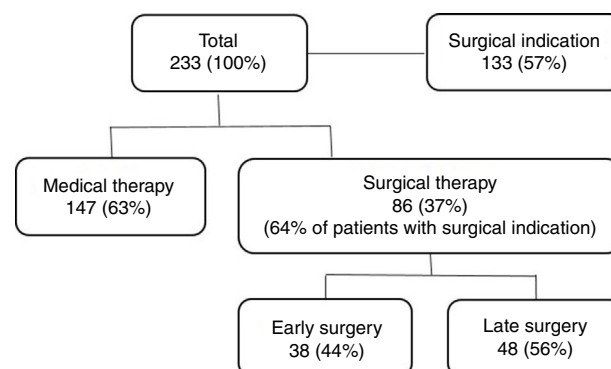 Total
233 (100%)
Surgical indication
133 (57%)
Medical therapy
147 (63%)
Surgical therapy
86 (37%)
(64% of patients with surgical indication)
Early surgery
38 (44%)
Late surgery
48 (56%)